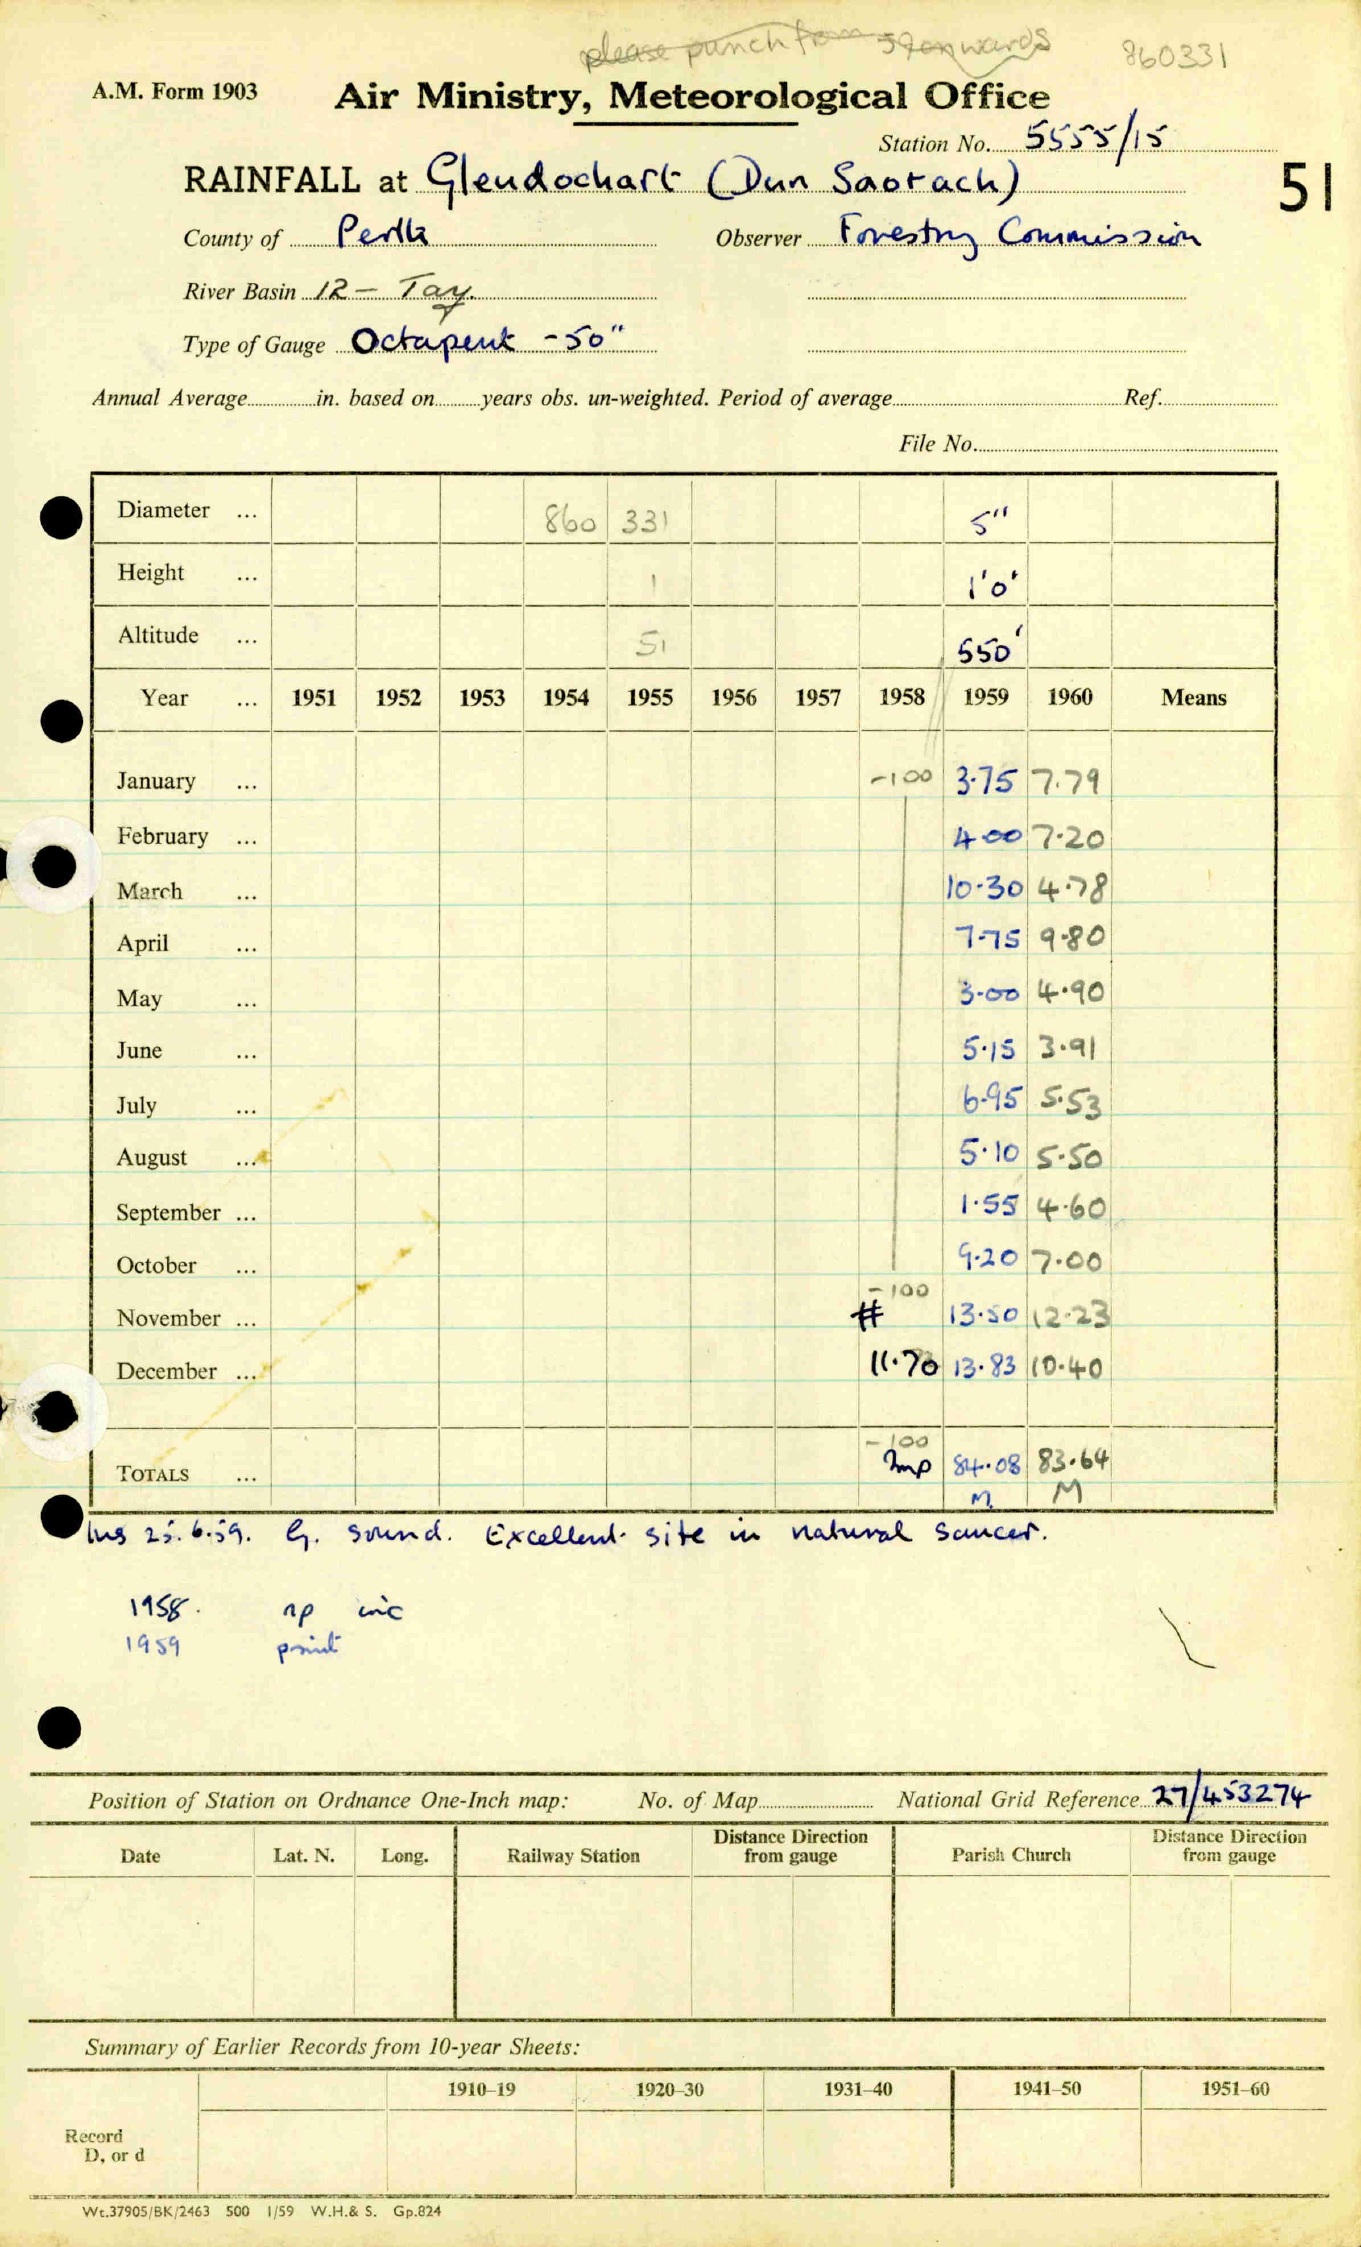 please punch from 59 onwards 860331
A.M. Form 1903 Air Ministry, Meteorological Office
Station No. 5555/15
RAINFALL at Glendochart (Dun Saorach) 51
County of Perth Observer Forestry Commission
River Basin 12 - Tay.
Type of Gauge Octapent - 50"
Annual Average in. based on years obs. un-weighted. Period of average Ref.
File No.
Diameter ... 860 331 5"
Height ... 1 1'0"
Altitude ... 51 550'
Year ... 1951 1952 1953 1954 1955 1956 1957 1958 1959 1960 Means
January ... -100 3.75 7.79
February ... 4.00 7.20
March ... 10.30 4.78
April ... 7.75 9.80
May ... 3.00 4.90
June ... 5.15 3.91
July ... 6.95 5.53
August ... 5.10 5.50
September ... 1.55 4.60
October ... 9.20 7.00
-100
November ... # 13.50 12.23
December ... 11.70 13.83 10.40
-100
TOTALS ... Imp 84.08 83.64
M. M
Ins 25.6.59. G. sound. Excellent site in natural saucer.
1958. np inc
1959 print
Position of Station on Ordnance One-Inch map: No. of Map National Grid Reference 27/453274
Date Lat. N. Long. Railway Station Distance Direction from gauge Parish Church Distance Direction from gauge
Summary of Earlier Records from 10-year Sheets:
1910-19 1920-30 1931-40 1941-50 1951-60
Record
D, or d
Wt.37905/BK/2463 500 1/59 W.H.& S. Gp.824